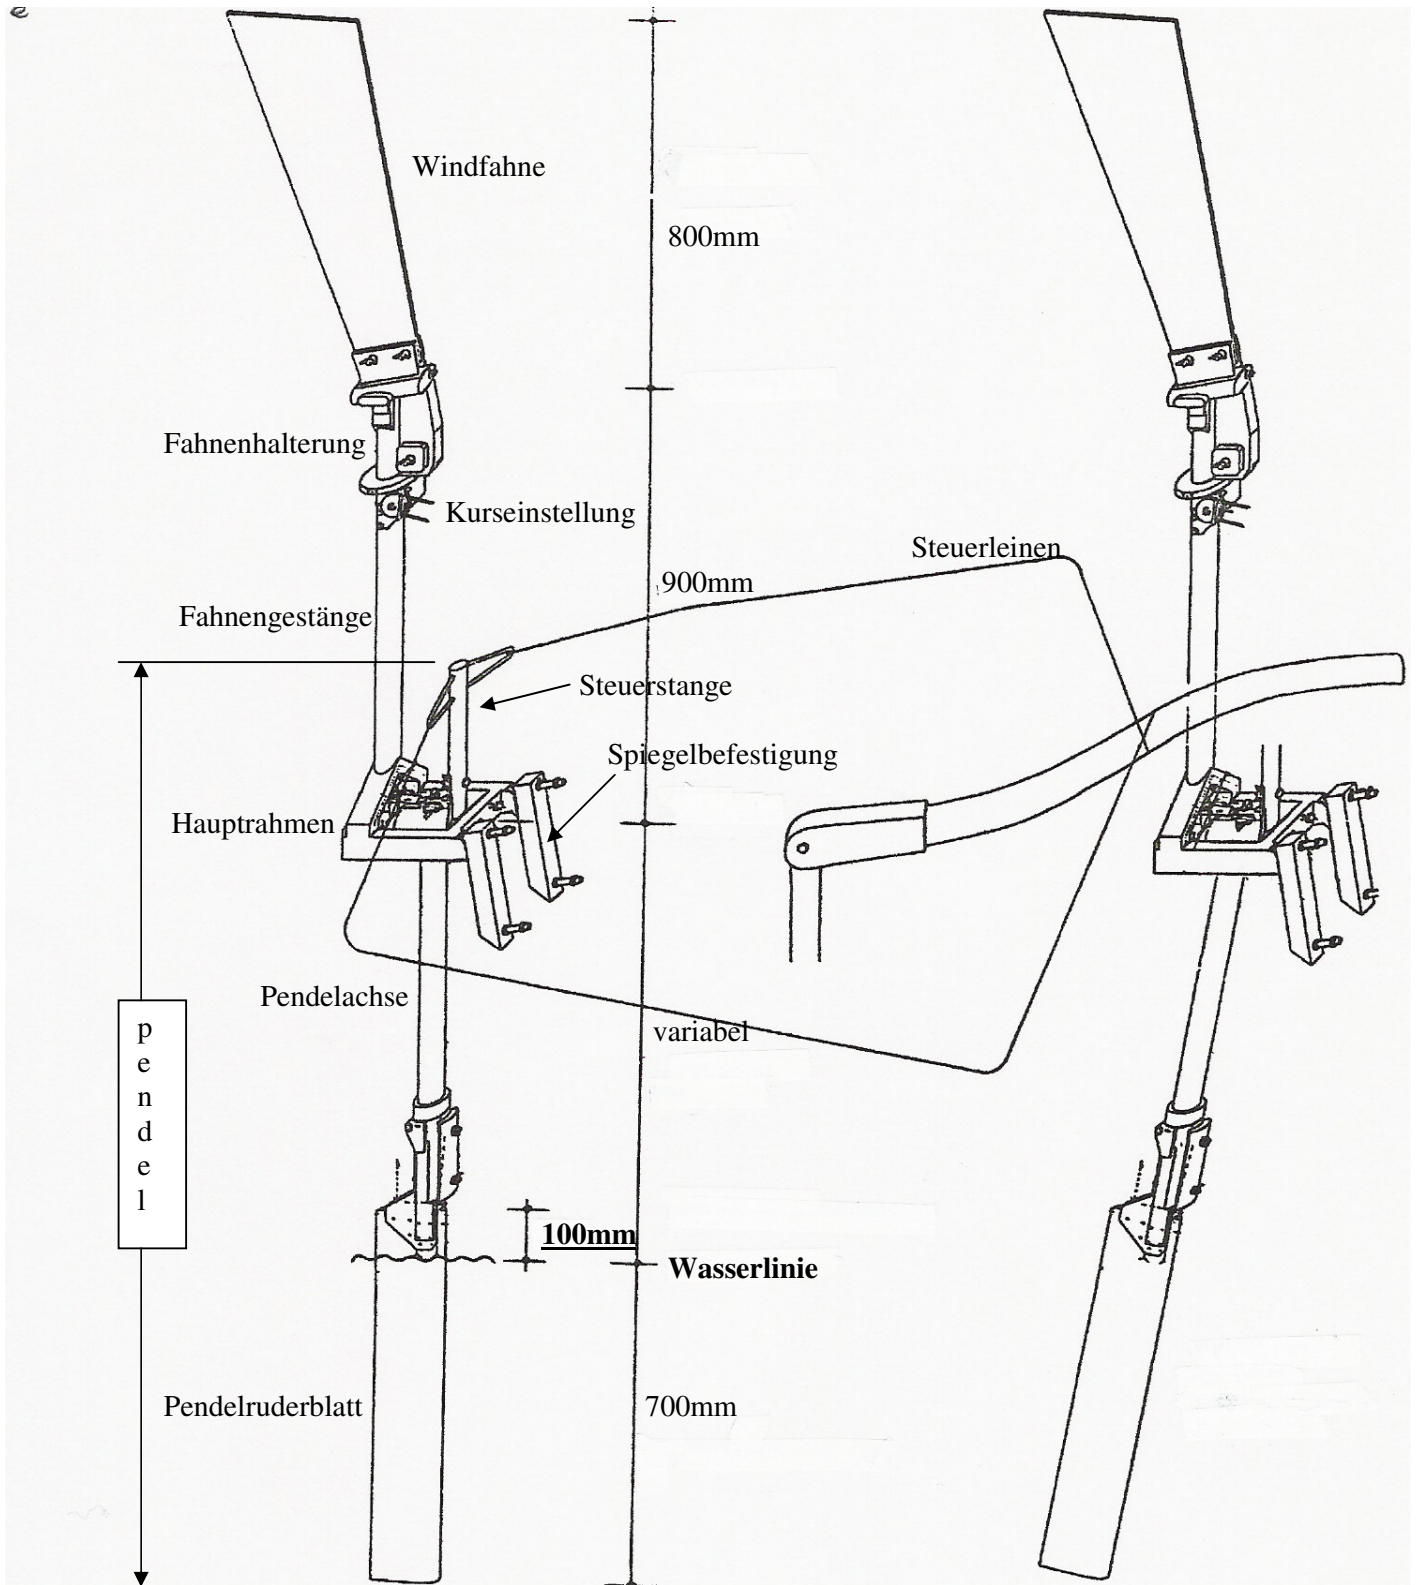 Windfahne
800mm
Fahnenhalterung
Kurseinstellung
Steuerleinen
900mm
Fahnengestänge
Steuerstange
Spiegelbefestigung
Hauptrahmen
Pendelachse
variabel
p
e
n
d
e
l
100mm
Wasserlinie
Pendelruderblatt
700mm